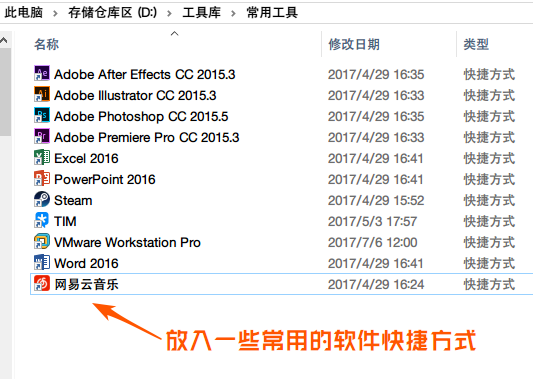 此电脑 › 存储仓库区 (D:) › 工具库 › 常用工具
名称 修改日期 类型
Adobe After Effects CC 2015.3 2017/4/29 16:35 快捷方式
Adobe Illustrator CC 2015.3 2017/4/29 16:33 快捷方式
Adobe Photoshop CC 2015.5 2017/4/29 16:35 快捷方式
Adobe Premiere Pro CC 2015.3 2017/4/29 16:33 快捷方式
Excel 2016 2017/4/29 16:41 快捷方式
PowerPoint 2016 2017/4/29 16:41 快捷方式
Steam 2017/4/29 15:52 快捷方式
TIM 2017/5/3 17:57 快捷方式
VMware Workstation Pro 2017/7/6 12:00 快捷方式
Word 2016 2017/4/29 16:41 快捷方式
网易云音乐 2017/4/29 16:24 快捷方式
放入一些常用的软件快捷方式